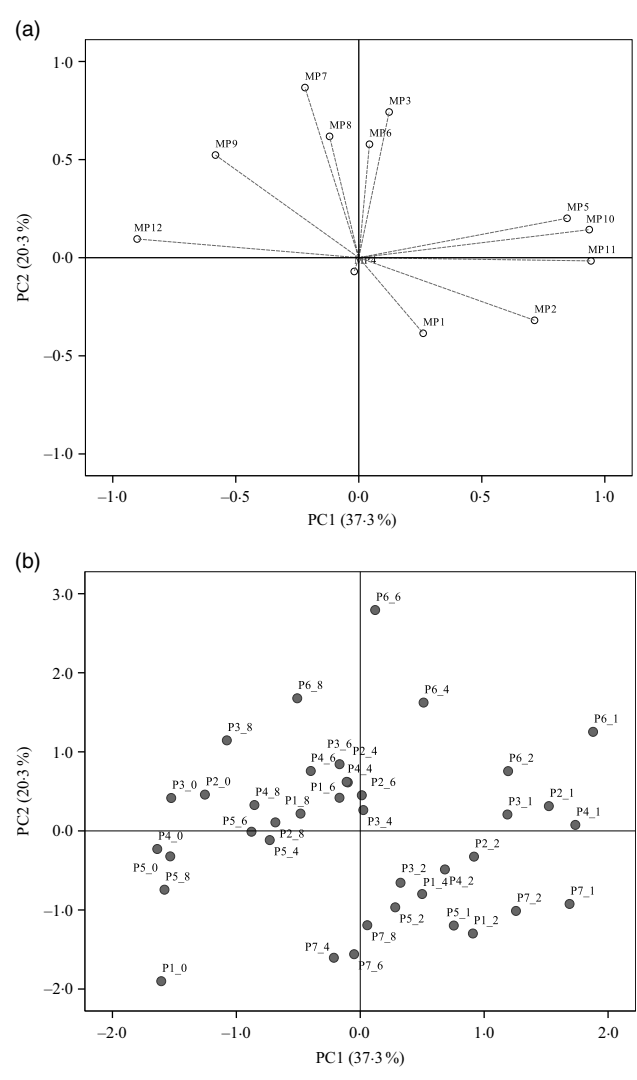 (a)
1·0
MP7
MP3
MP8
MP6
MP9
0·5
MP5
MP12
MP10
PC2 (20·3 %)
0·0
MP4
MP11
MP2
MP1
–0·5
–1·0
–1·0 –0·5 0·0 0·5 1·0
PC1 (37·3 %)
(b)
3·0
P6_6
2·0
P6_8
P6_4
P6_1
P3_8
1·0
P3_6
P2_4
P4_6
P4_4
P6_2
P3_0
P2_0
P4_8
P1_8
P1_6
P2_6
P3_1
P2_1
P4_1
PC2 (20·3 %)
0·0
P5_6
P2_8
P3_4
P4_0
P5_4
P2_2
P5_0
P5_8
P3_2
P1_4
P4_2
–1·0
P5_2
P5_1
P1_2
P7_2
P7_1
P7_8
P7_4
P7_6
P1_0
–2·0
–2·0 –1·0 0·0 1·0 2·0
PC1 (37·3 %)